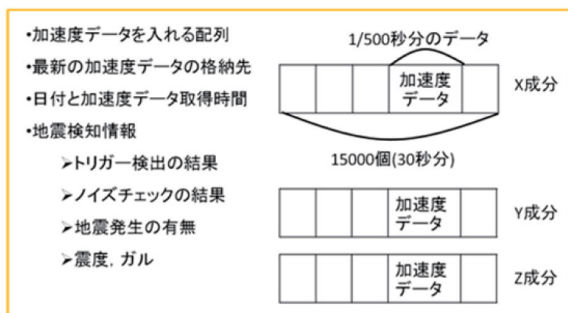 •加速度データを入れる配列
•最新の加速度データの格納先
•日付と加速度データ取得時間
•地震検知情報
➢トリガー検出の結果
➢ノイズチェックの結果
➢地震発生の有無
➢震度, ガル
1/500秒分のデータ
加速度
データ
X成分
15000個(30秒分)
加速度
データ
Y成分
加速度
データ
Z成分